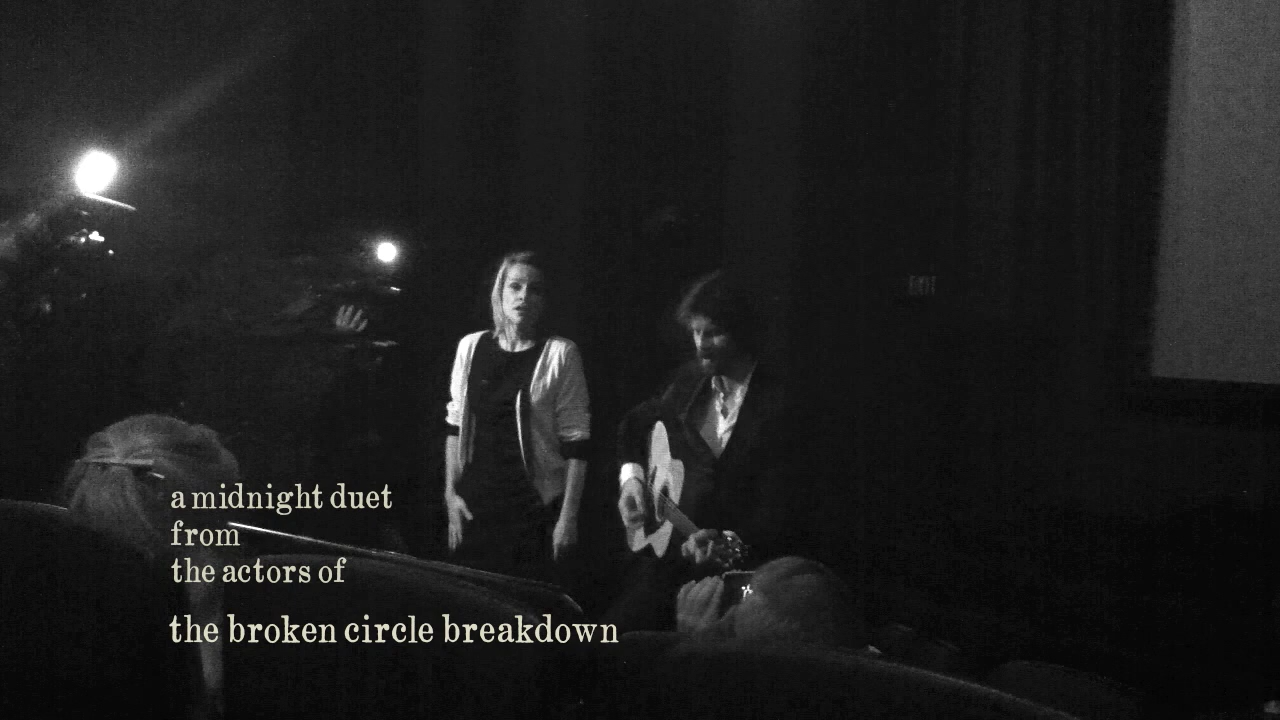 a midnight duet
from
the actors of
the broken circle breakdown